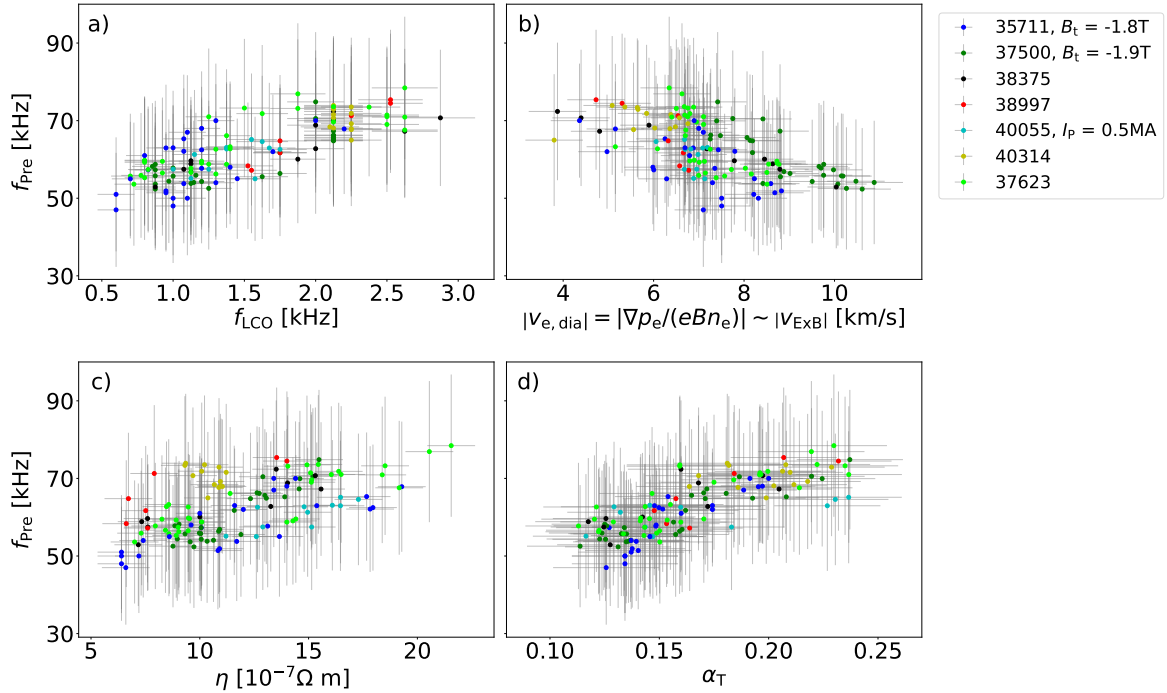 a)
90
70
50
30
f_Pre [kHz]
0.5 1.0 1.5 2.0 2.5 3.0
f_LCO [kHz]
b)
4 6 8 10
|v_e, dia| = |∇p_e/(eBn_e)| ~ |v_ExB| [km/s]
35711, B_t = -1.8T
37500, B_t = -1.9T
38375
38997
40055, I_P = 0.5MA
40314
37623
c)
90
70
50
30
f_Pre [kHz]
5 10 15 20
η [10⁻⁷Ω m]
d)
0.10 0.15 0.20 0.25
α_T